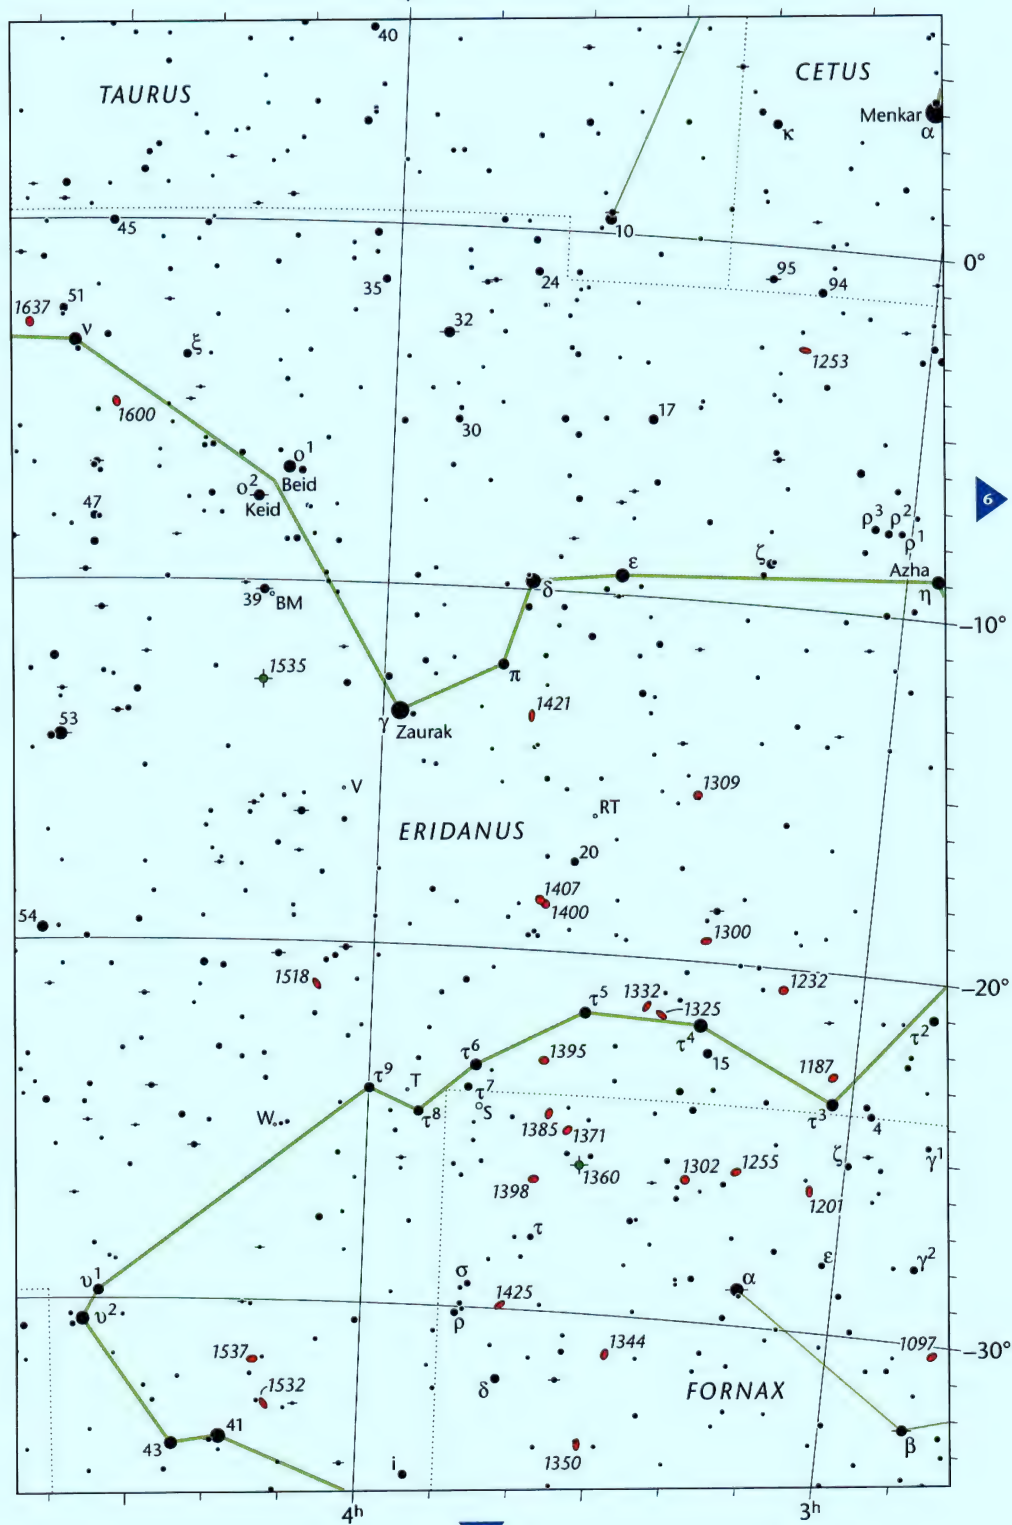 40
TAURUS
CETUS
Menkar
α
κ
45
10
0°
35
24
95
94
1637
51
ν
ξ
32
1253
1600
30
17
ο¹
Beid
ο²
Keid
47
6
ρ³
ρ²
ρ¹
Azha
η
ζ
ε
δ
39
BM
−10°
1535
π
53
γ
Zaurak
1421
V
1309
RT
ERIDANUS
20
1407
1400
54
1300
1518
1232
−20°
τ⁵
1332
1325
τ⁴
15
τ²
τ⁶
1395
1187
τ⁹
T
τ⁷
S
τ⁸
W
1385
1371
τ³
4
γ¹
ζ
1360
1398
1302
1255
1201
τ
υ¹
σ
α
ε
γ²
υ²
1425
ρ
1537
1344
1097
−30°
1532
δ
FORNAX
41
43
β
i
1350
4ʰ
3ʰ